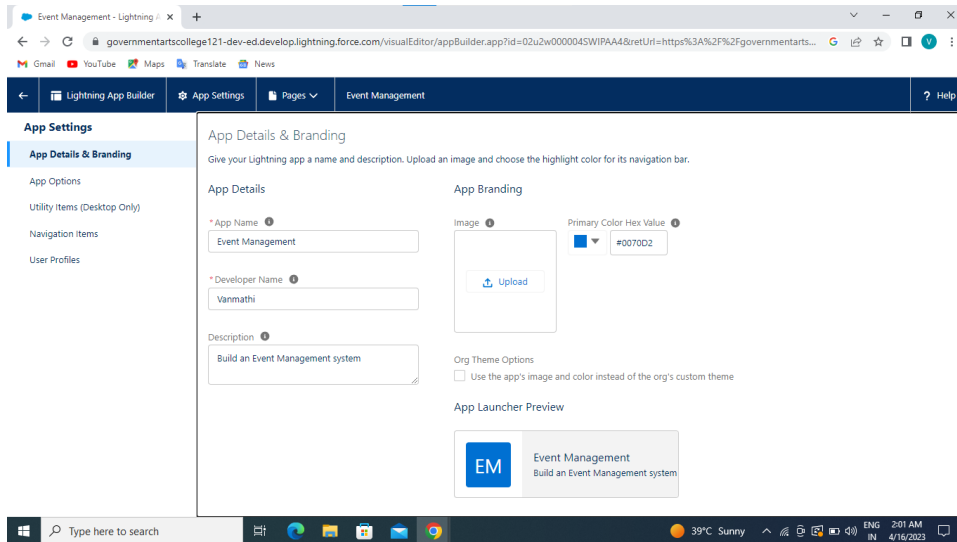 Event Management - Lightning A
governmentartscollege121-dev-ed.develop.lightning.force.com/visualEditor/appBuilder.app?id=02u2w000004SWIPAA4&retUrl=https%3A%2F%2Fgovernmentarts...
Gmail YouTube Maps Translate News
Lightning App Builder App Settings Pages Event Management ? Help
App Settings
App Details & Branding
App Options
Utility Items (Desktop Only)
Navigation Items
User Profiles
App Details & Branding
Give your Lightning app a name and description. Upload an image and choose the highlight color for its navigation bar.
App Details
* App Name
Event Management
* Developer Name
Vanmathi
Description
Build an Event Management system
App Branding
Image Primary Color Hex Value
#0070D2
Upload
Org Theme Options
Use the app's image and color instead of the org's custom theme
App Launcher Preview
EM
Event Management
Build an Event Management system
Type here to search
39°C Sunny
ENG 2:01 AM
IN 4/16/2023